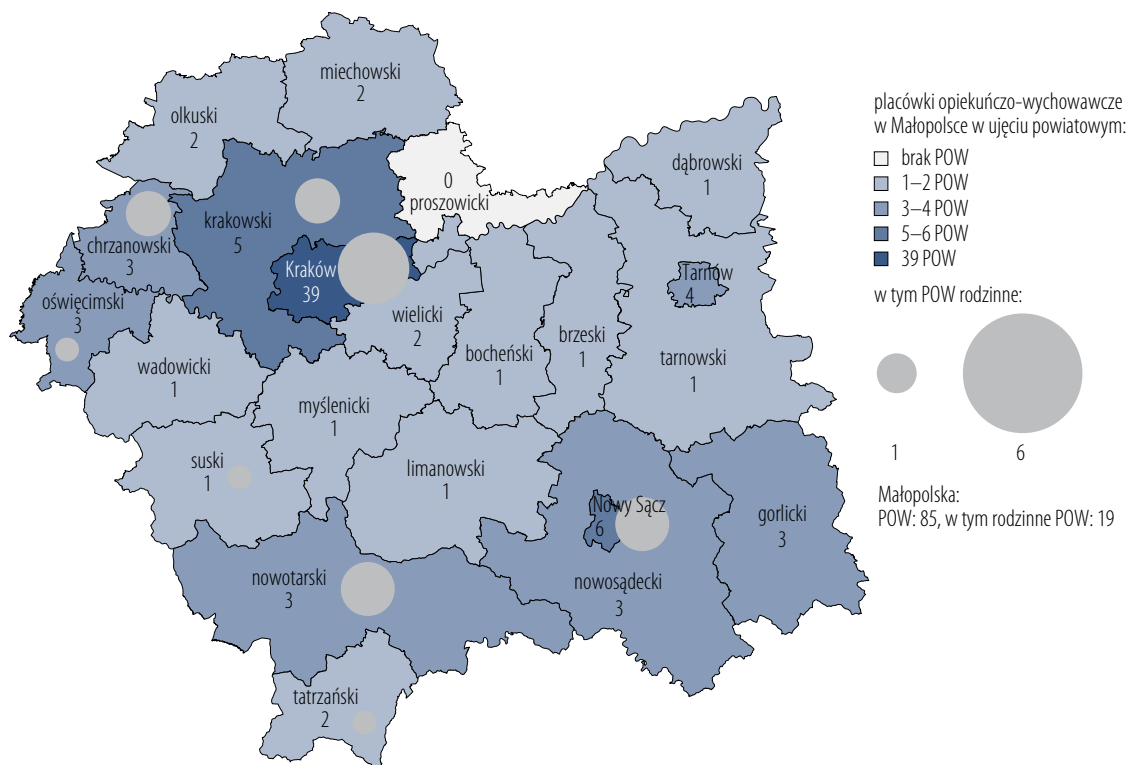 miechowski
2
olkuski
2
dąbrowski
1
0
proszowicki
krakowski
5
chrzanowski
3
Kraków
39
Tarnów
4
oświęcimski
3
wielicki
2
bocheński
1
brzeski
1
tarnowski
1
wadowicki
1
myślenicki
1
suski
1
limanowski
1
Nowy Sącz
6
gorlicki
3
nowotarski
3
nowosądecki
3
tatrzański
2
placówki opiekuńczo-wychowawcze
w Małopolsce w ujęciu powiatowym:
brak POW
1–2 POW
3–4 POW
5–6 POW
39 POW
w tym POW rodzinne:
1 6
Małopolska:
POW: 85, w tym rodzinne POW: 19